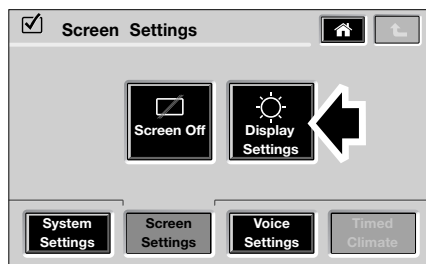 Screen Settings
Screen Off
Display
Settings
System
Settings
Screen
Settings
Voice
Settings
Timed
Climate